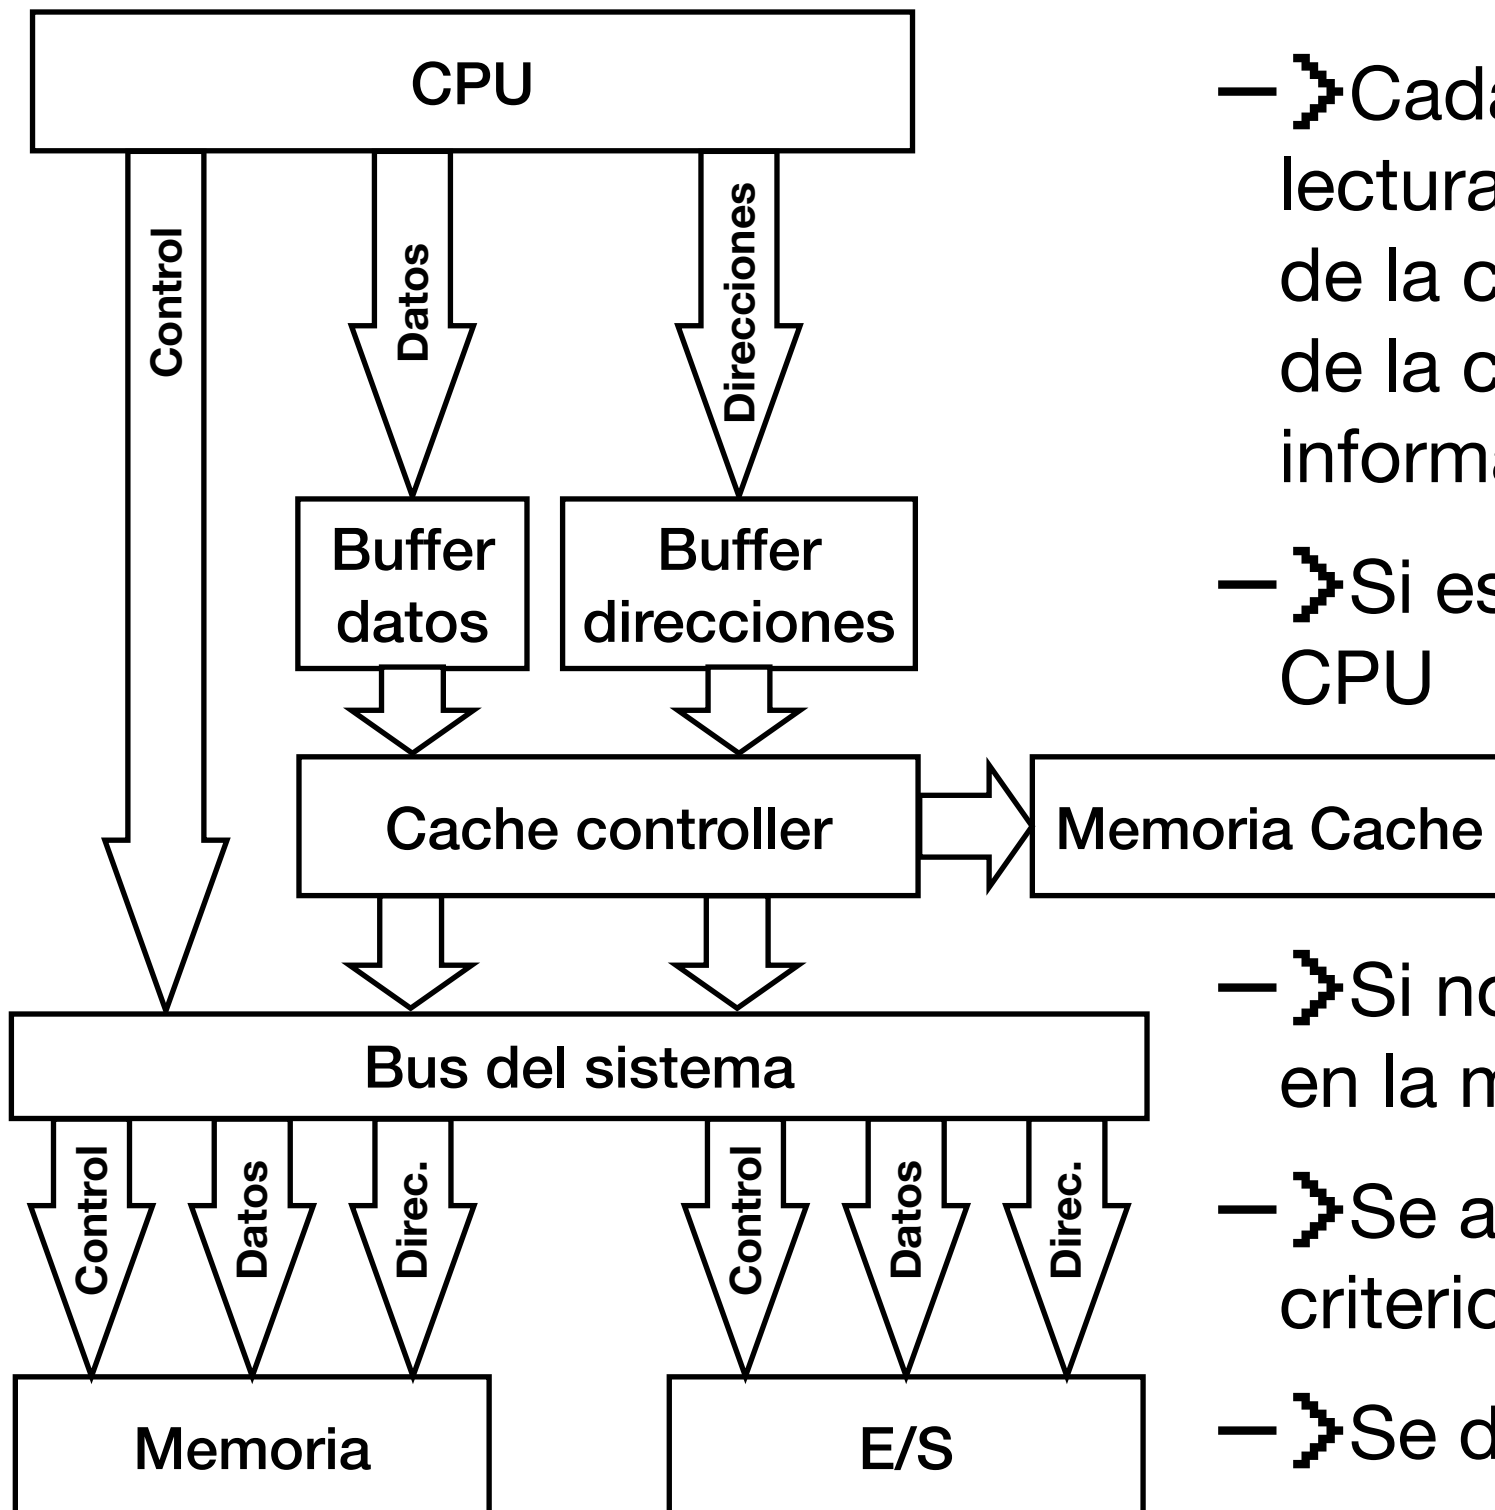 CPU
Control
Datos
Direcciones
Buffer
datos
Buffer
direcciones
Cache controller
Memoria Cache
Bus del sistema
Control
Datos
Direc.
Control
Datos
Direc.
Memoria
E/S
Cada
lectura
de la c
de la c
informa
Si es
CPU
Si no
en la m
Se a
criterio
Se d